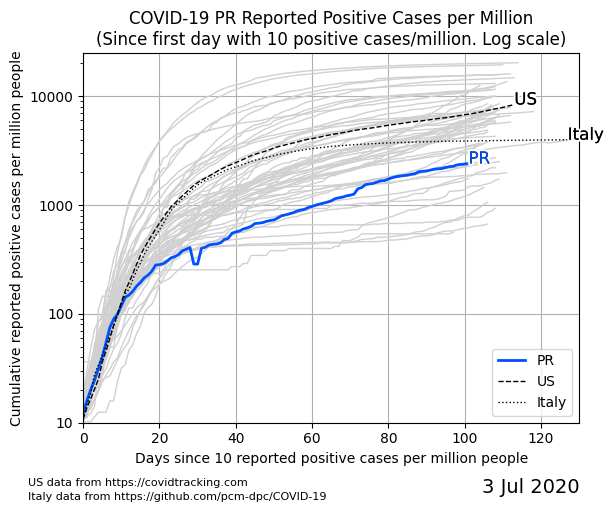 COVID-19 PR Reported Positive Cases per Million
(Since first day with 10 positive cases/million. Log scale)
Cumulative reported positive cases per million people
10000
1000
100
10
US
Italy
PR
PR
US
Italy
0 20 40 60 80 100 120
Days since 10 reported positive cases per million people
US data from https://covidtracking.com
Italy data from https://github.com/pcm-dpc/COVID-19
3 Jul 2020